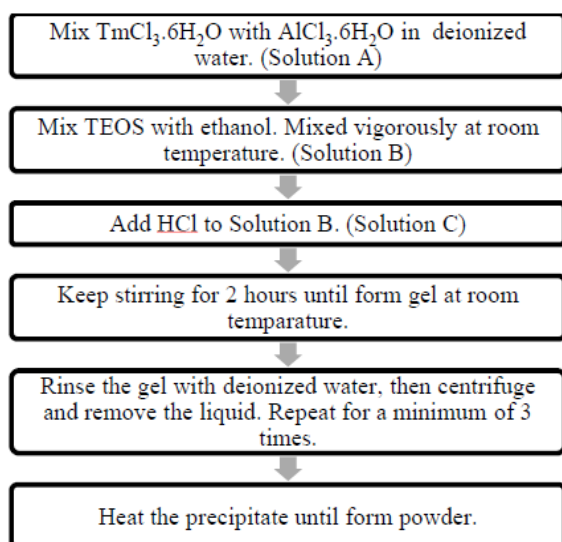 Mix TmCl₃.6H₂O with AlCl₃.6H₂O in deionized
water. (Solution A)
Mix TEOS with ethanol. Mixed vigorously at room
temperature. (Solution B)
Add HCl to Solution B. (Solution C)
Keep stirring for 2 hours until form gel at room
temparature.
Rinse the gel with deionized water, then centrifuge
and remove the liquid. Repeat for a minimum of 3
times.
Heat the precipitate until form powder.